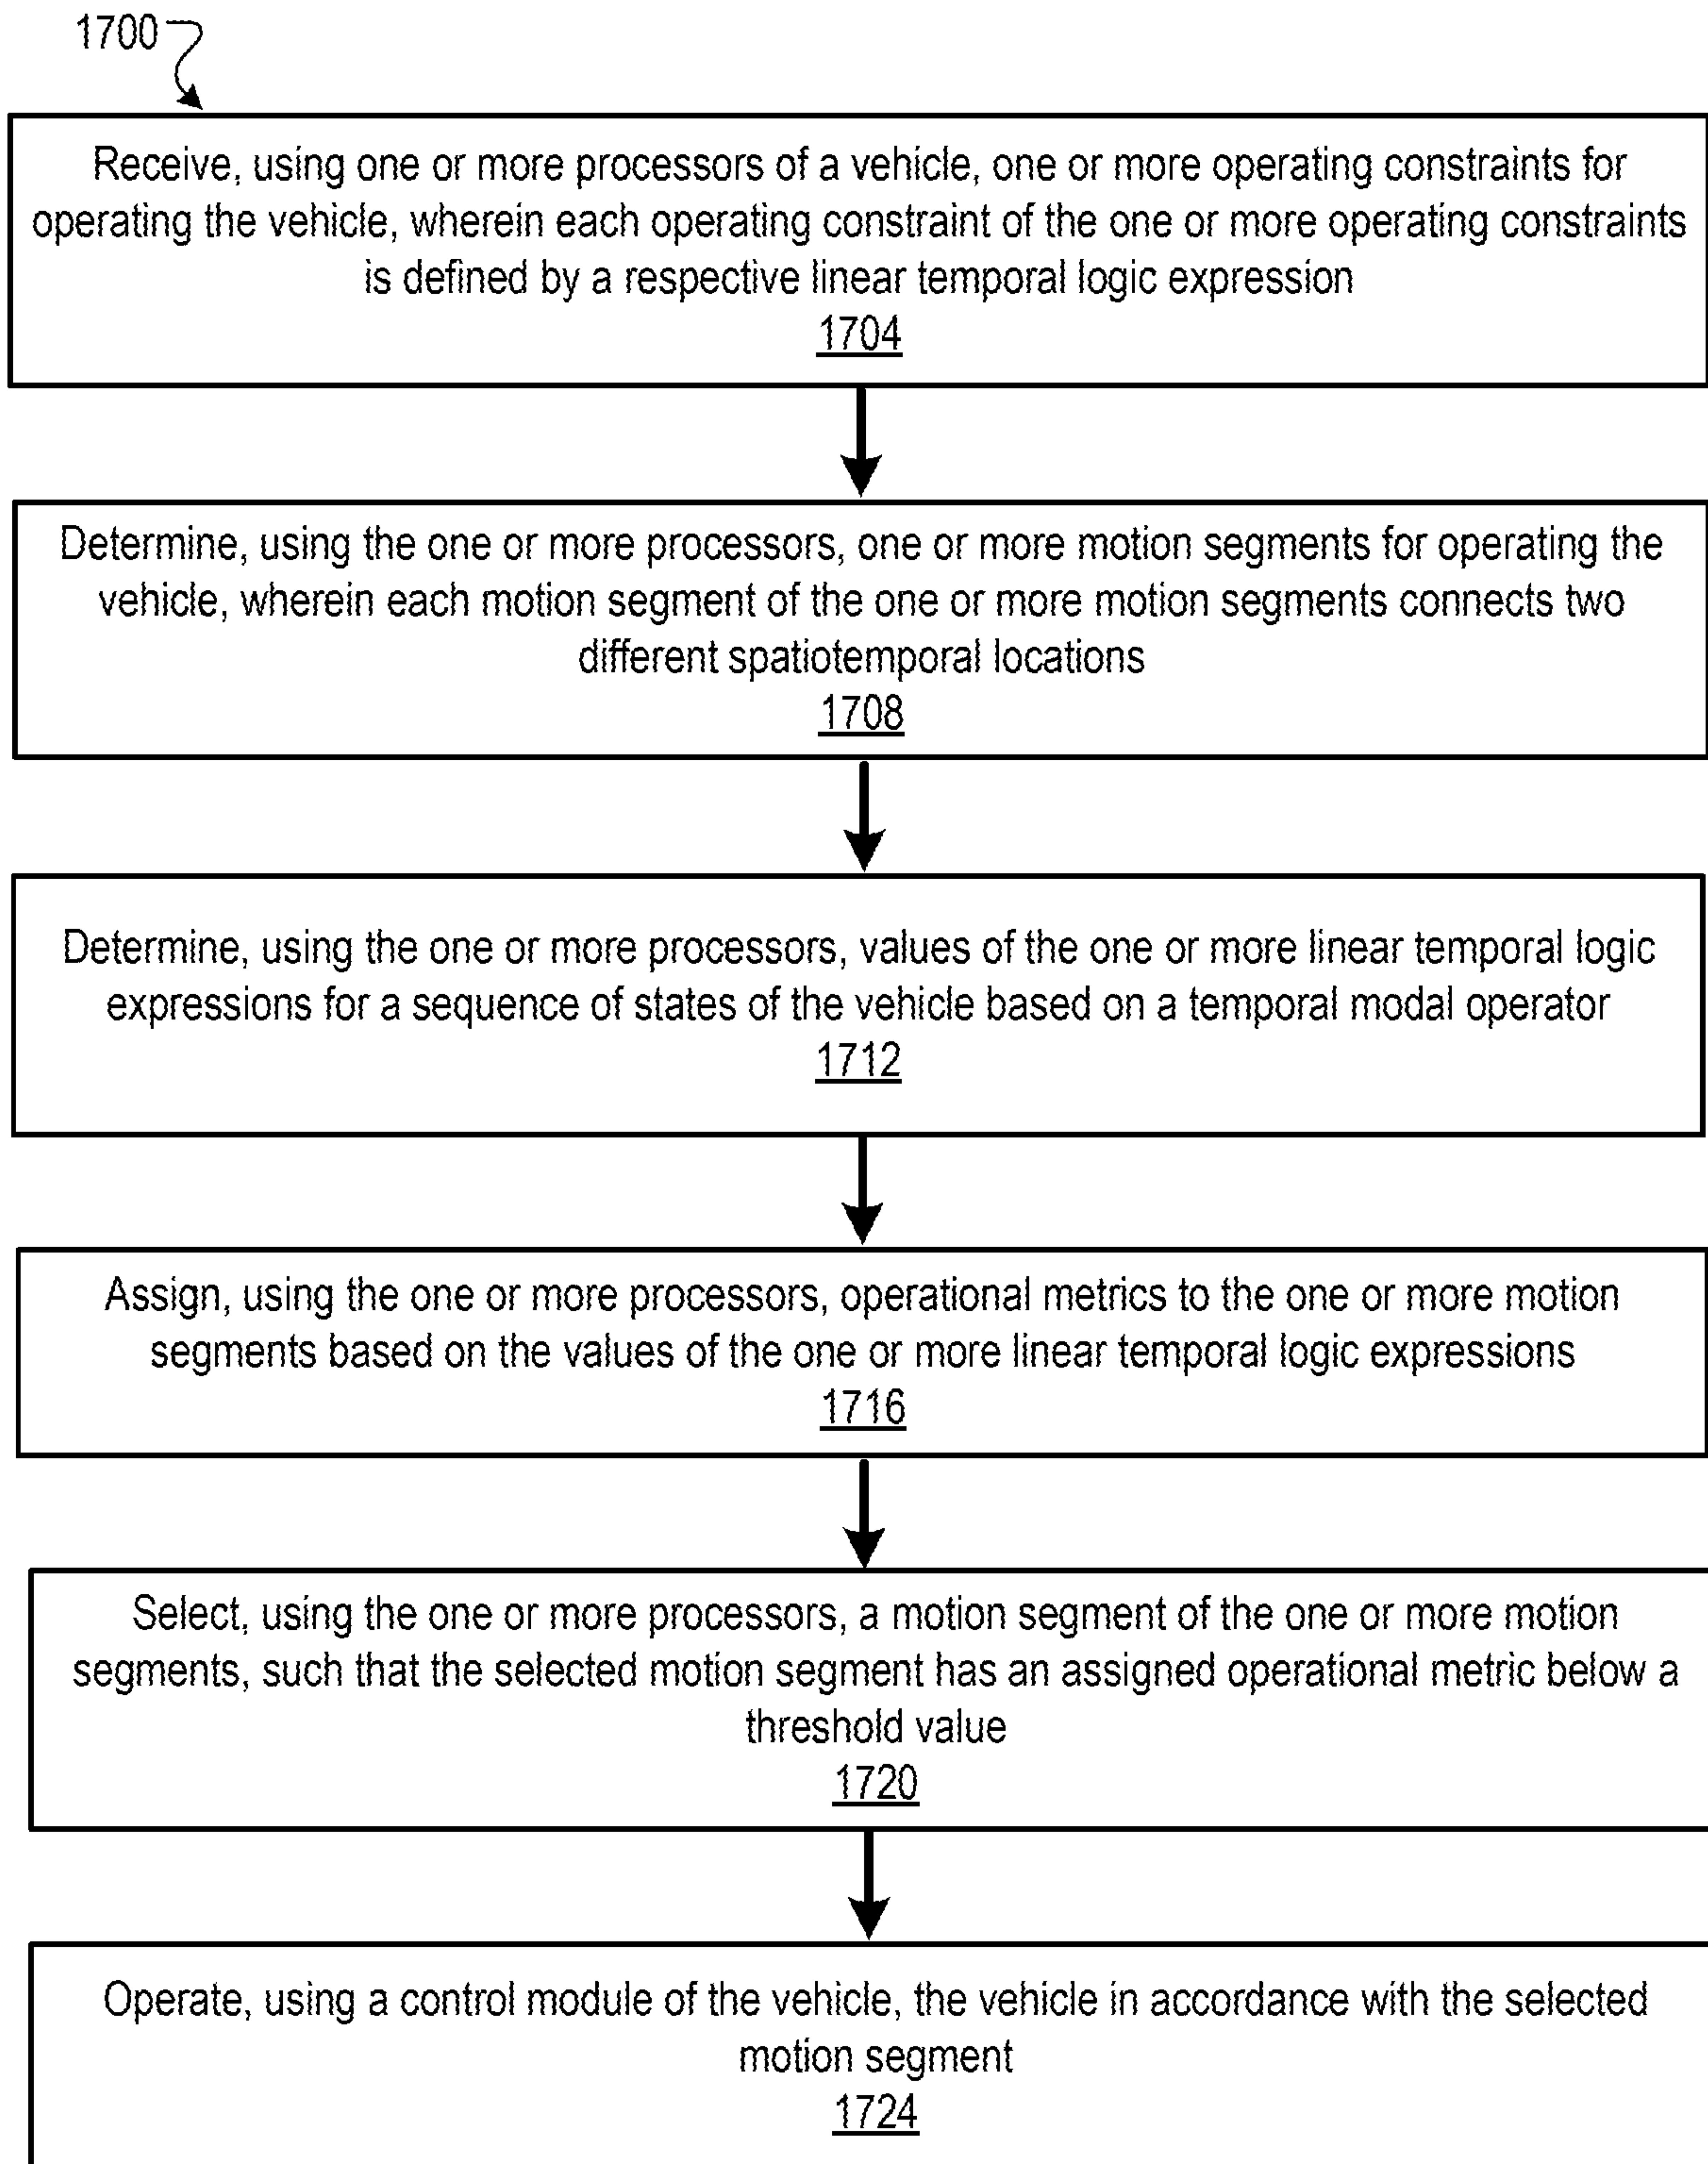 1700
Receive, using one or more processors of a vehicle, one or more operating constraints for
operating the vehicle, wherein each operating constraint of the one or more operating constraints
is defined by a respective linear temporal logic expression
1704
Determine, using the one or more processors, one or more motion segments for operating the
vehicle, wherein each motion segment of the one or more motion segments connects two
different spatiotemporal locations
1708
Determine, using the one or more processors, values of the one or more linear temporal logic
expressions for a sequence of states of the vehicle based on a temporal modal operator
1712
Assign, using the one or more processors, operational metrics to the one or more motion
segments based on the values of the one or more linear temporal logic expressions
1716
Select, using the one or more processors, a motion segment of the one or more motion
segments, such that the selected motion segment has an assigned operational metric below a
threshold value
1720
Operate, using a control module of the vehicle, the vehicle in accordance with the selected
motion segment
1724